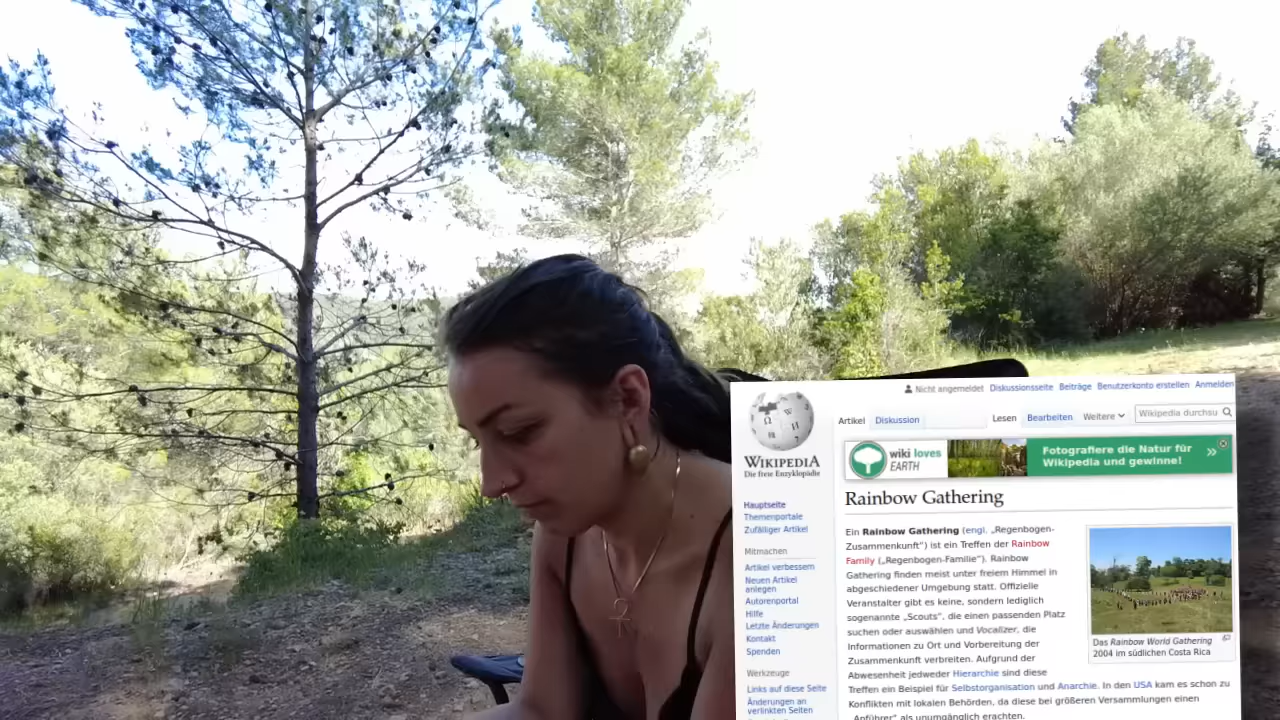 Nicht angemeldet Diskussionsseite Beiträge Benutzerkonto erstellen Anmelden
Artikel Diskussion Lesen Bearbeiten Weitere Wikipedia durchsu
WIKIPEDIA
Die freie Enzyklopädie
Hauptseite
Themenportale
Zufälliger Artikel
Mitmachen
Artikel verbessern
Neuen Artikel
anlegen
Autorenportal
Hilfe
Letzte Änderungen
Kontakt
Spenden
Werkzeuge
Links auf diese Seite
Änderungen an
verlinkten Seiten
wiki loves
EARTH
Fotografiere die Natur für
Wikipedia und gewinne!
Rainbow Gathering
Ein Rainbow Gathering (engl. „Regenbogen-
Zusammenkunft“) ist ein Treffen der Rainbow
Family („Regenbogen-Familie“). Rainbow
Gathering finden meist unter freiem Himmel in
abgeschiedener Umgebung statt. Offizielle
Veranstalter gibt es keine, sondern lediglich
sogenannte „Scouts“, die einen passenden Platz
suchen oder auswählen und Vocalizer, die
Informationen zu Ort und Vorbereitung der
Zusammenkunft verbreiten. Aufgrund der
Abwesenheit jedweder Hierarchie sind diese
Treffen ein Beispiel für Selbstorganisation und Anarchie. In den USA kam es schon zu
Konflikten mit lokalen Behörden, da diese bei größeren Versammlungen einen
„Anführer“ als unumgänglich erachten.
Das Rainbow World Gathering
2004 im südlichen Costa Rica